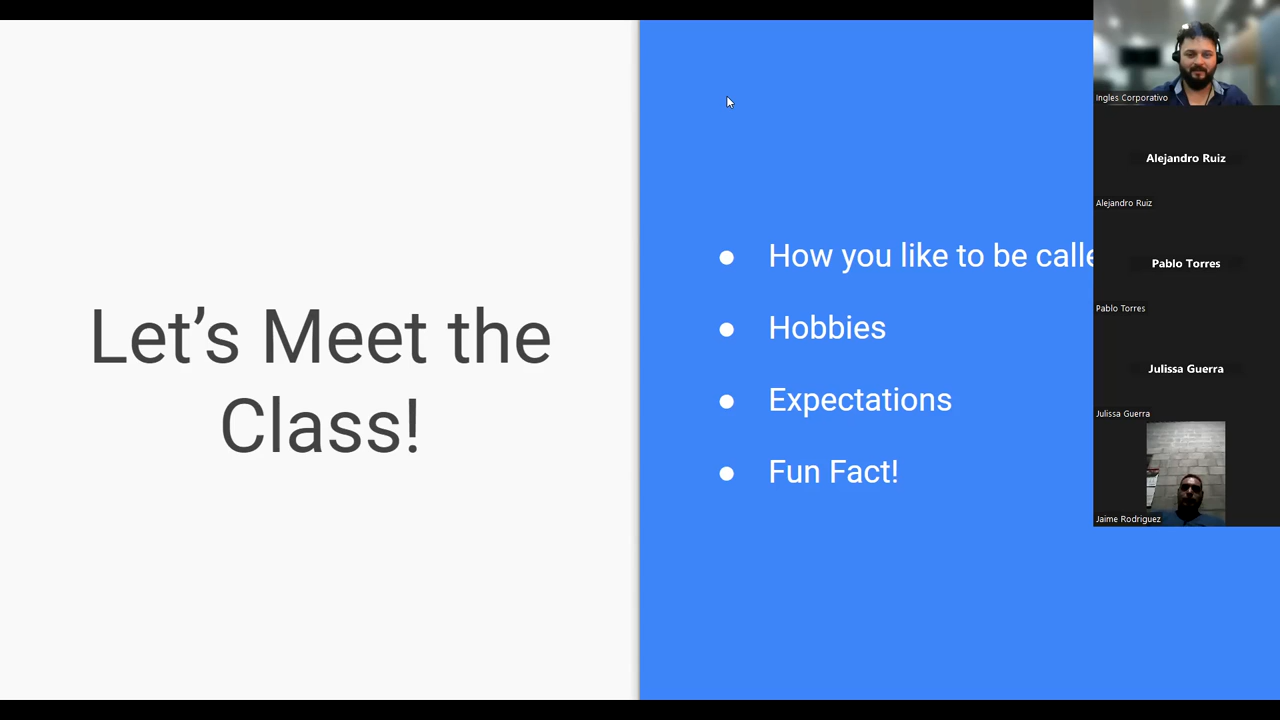 Let’s Meet the
Class!
● How you like to be calle
● Hobbies
● Expectations
● Fun Fact!
Ingles Corporativo
Alejandro Ruiz
Alejandro Ruiz
Pablo Torres
Pablo Torres
Julissa Guerra
Julissa Guerra
Jaime Rodriguez